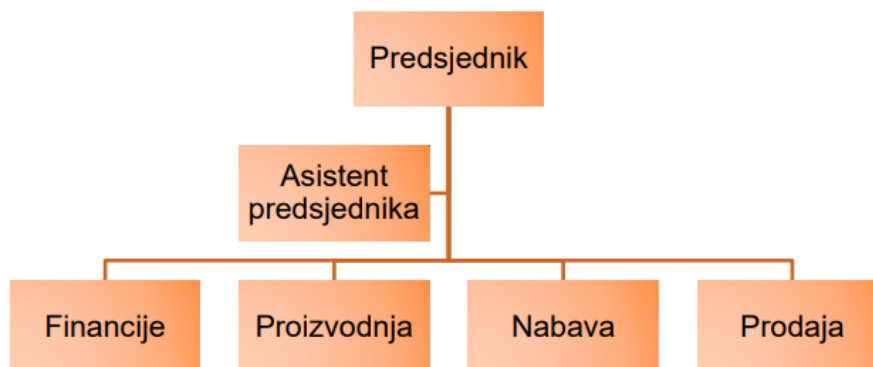 Predsjednik
Asistent
predsjednika
Financije
Proizvodnja
Nabava
Prodaja